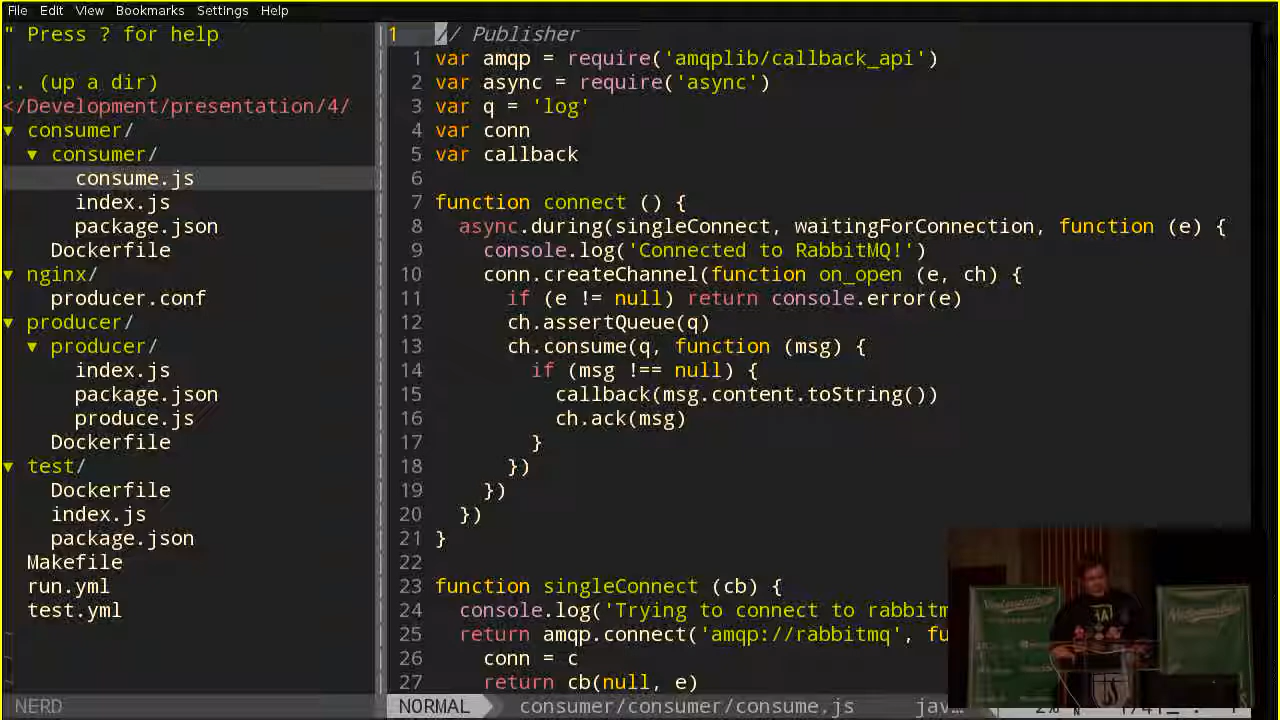 File Edit View Bookmarks Settings Help
" Press ? for help
.. (up a dir)
</Development/presentation/4/
▼ consumer/
▼ consumer/
consume.js
index.js
package.json
Dockerfile
▼ nginx/
producer.conf
▼ producer/
▼ producer/
index.js
package.json
produce.js
Dockerfile
▼ test/
Dockerfile
index.js
package.json
Makefile
run.yml
test.yml
~
~
NERD
1 // Publisher
1 var amqp = require('amqplib/callback_api')
2 var async = require('async')
3 var q = 'log'
4 var conn
5 var callback
6
7 function connect () {
8 async.during(singleConnect, waitingForConnection, function (e) {
9 console.log('Connected to RabbitMQ!')
10 conn.createChannel(function on_open (e, ch) {
11 if (e != null) return console.error(e)
12 ch.assertQueue(q)
13 ch.consume(q, function (msg) {
14 if (msg !== null) {
15 callback(msg.content.toString())
16 ch.ack(msg)
17 }
18 })
19 })
20 })
21 }
22
23 function singleConnect (cb) {
24 console.log('Trying to connect to rabbitm
25 return amqp.connect('amqp://rabbitmq', fu
26 conn = c
27 return cb(null, e)
NORMAL consumer/consumer/consume.js jav…